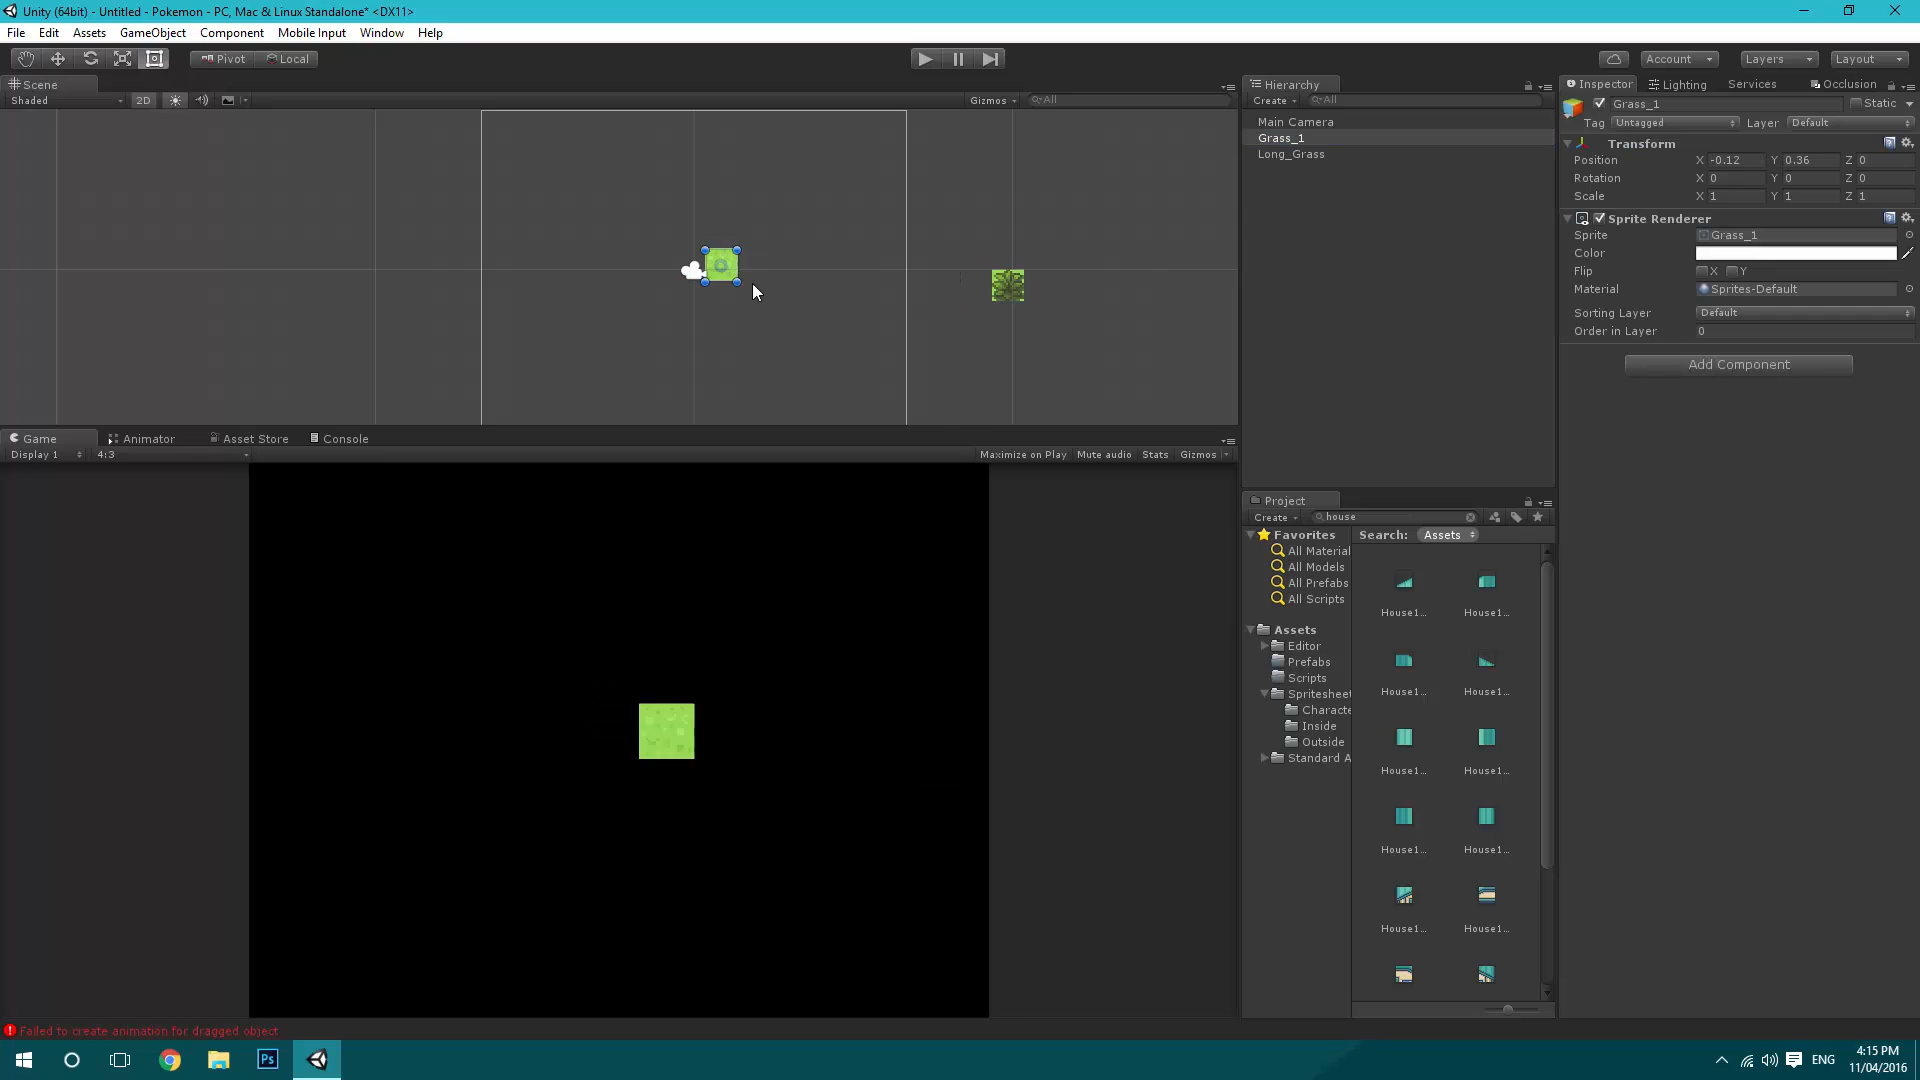 Unity (64bit) - Untitled - Pokemon - PC, Mac & Linux Standalone* <DX11>
File Edit Assets GameObject Component Mobile Input Window Help
Pivot Local Account Layers Layout
Scene
Shaded 2D Gizmos All
Hierarchy
Create All
Main Camera
Grass_1
Long_Grass
Inspector Lighting Services Occlusion
Grass_1 Static
Tag Untagged Layer Default
Transform
Position X -0.12 Y 0.36 Z 0
Rotation X 0 Y 0 Z 0
Scale X 1 Y 1 Z 1
Sprite Renderer
Sprite Grass_1
Color
Flip X Y
Material Sprites-Default
Sorting Layer Default
Order in Layer 0
Add Component
Game Animator Asset Store Console
Display 1 4:3 Maximize on Play Mute audio Stats Gizmos
Project
Create house
Favorites
All Material
All Models
All Prefabs
All Scripts
Assets
Editor
Prefabs
Scripts
Spritesheet
Characte
Inside
Outside
Standard A
Search: Assets
House1... House1...
House1... House1...
House1... House1...
House1... House1...
House1... House1...
Failed to create animation for dragged object
Ps
ENG
4:15 PM
11/04/2016